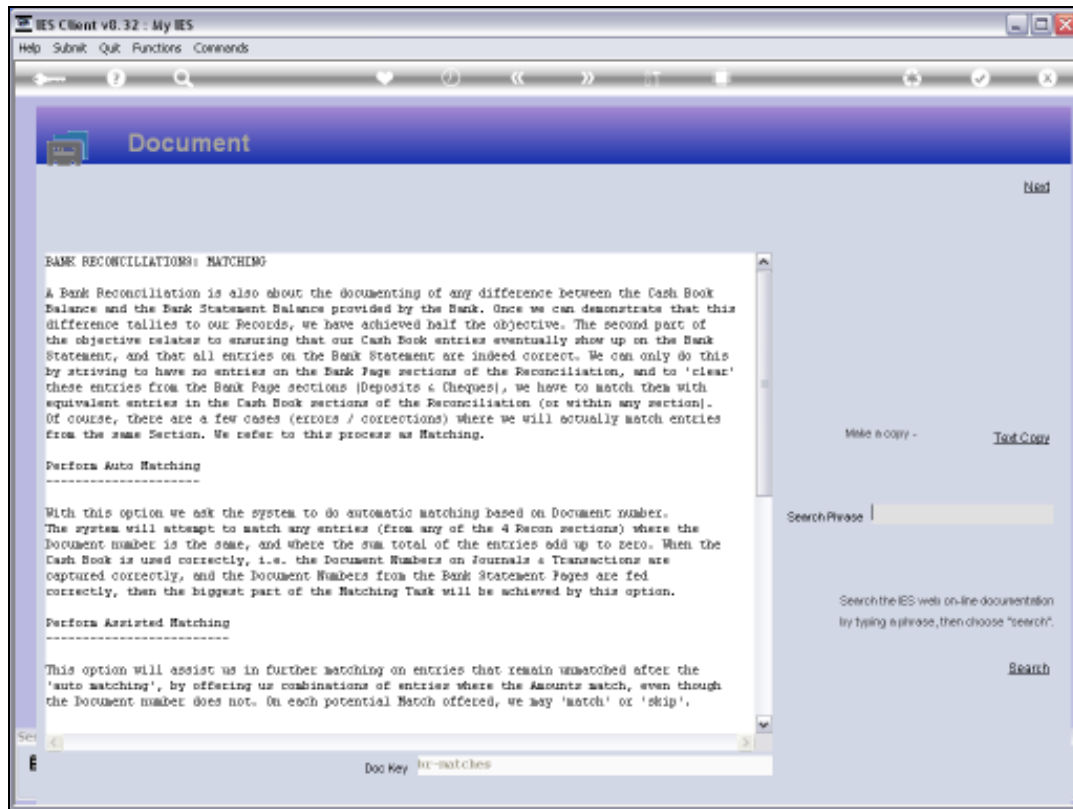 IES Client v8.32 : My IES
Help Submit Quit Functions Commands
Document
Next
BANK RECONCILIATIONS: MATCHING
A Bank Reconciliation is also about the documenting of any difference between the Cash Book
Balance and the Bank Statement Balance provided by the Bank. Once we can demonstrate that this
difference tallies to our Records, we have achieved half the objective. The second part of
the objective relates to ensuring that our Cash Book entries eventually show up on the Bank
Statement, and that all entries on the Bank Statement are indeed correct. We can only do this
by striving to have no entries on the Bank Page sections of the Reconciliation, and to 'clear'
these entries from the Bank Page sections (Deposits & Cheques), we have to match them with
equivalent entries in the Cash Book sections of the Reconciliation (or within any section).
Of course, there are a few cases (errors / corrections) where we will actually match entries
from the same Section. We refer to this process as Matching.
Make a copy - Text Copy
Perform Auto Matching
---------------------
With this option we ask the system to do automatic matching based on Document number.
The system will attempt to match any entries (from any of the 4 Recon sections) where the
Document number is the same, and where the sum total of the entries add up to zero. When the
Cash Book is used correctly, i.e. the Document Numbers on Journals & Transactions are
captured correctly, and the Document Numbers from the Bank Statement Pages are fed
correctly, then the biggest part of the Matching Task will be achieved by this option.
Search Phrase
Perform Assisted Matching
-------------------------
This option will assist us in further matching on entries that remain unmatched after the
'auto matching', by offering us combinations of entries where the Amounts match, even though
the Document number does not. On each potential Match offered, we may 'match' or 'skip'.
Search the IES web on-line documentation
by typing a phrase, then choose "search".
Search
Ses
Doc Key br-matches